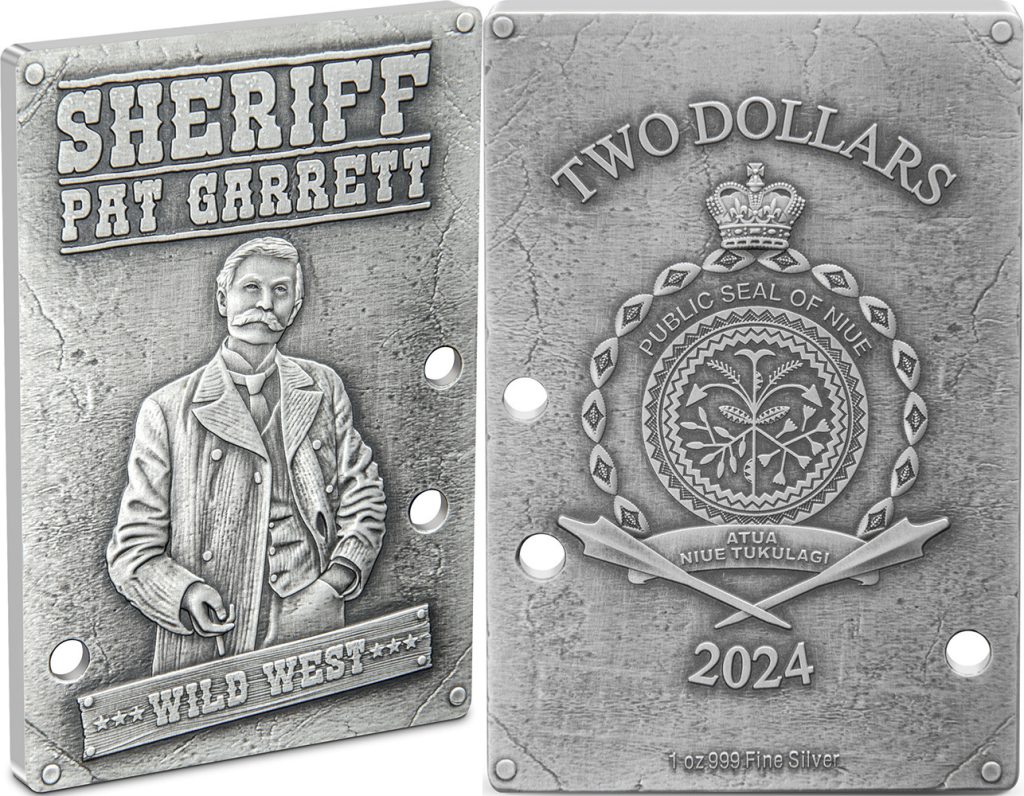 SHERIFF
PAT GARRETT
WILD WEST
TWO DOLLARS
PUBLIC SEAL OF NIUE
ATUA
NIUE TUKULAGI
2024
1 oz 999 Fine Silver